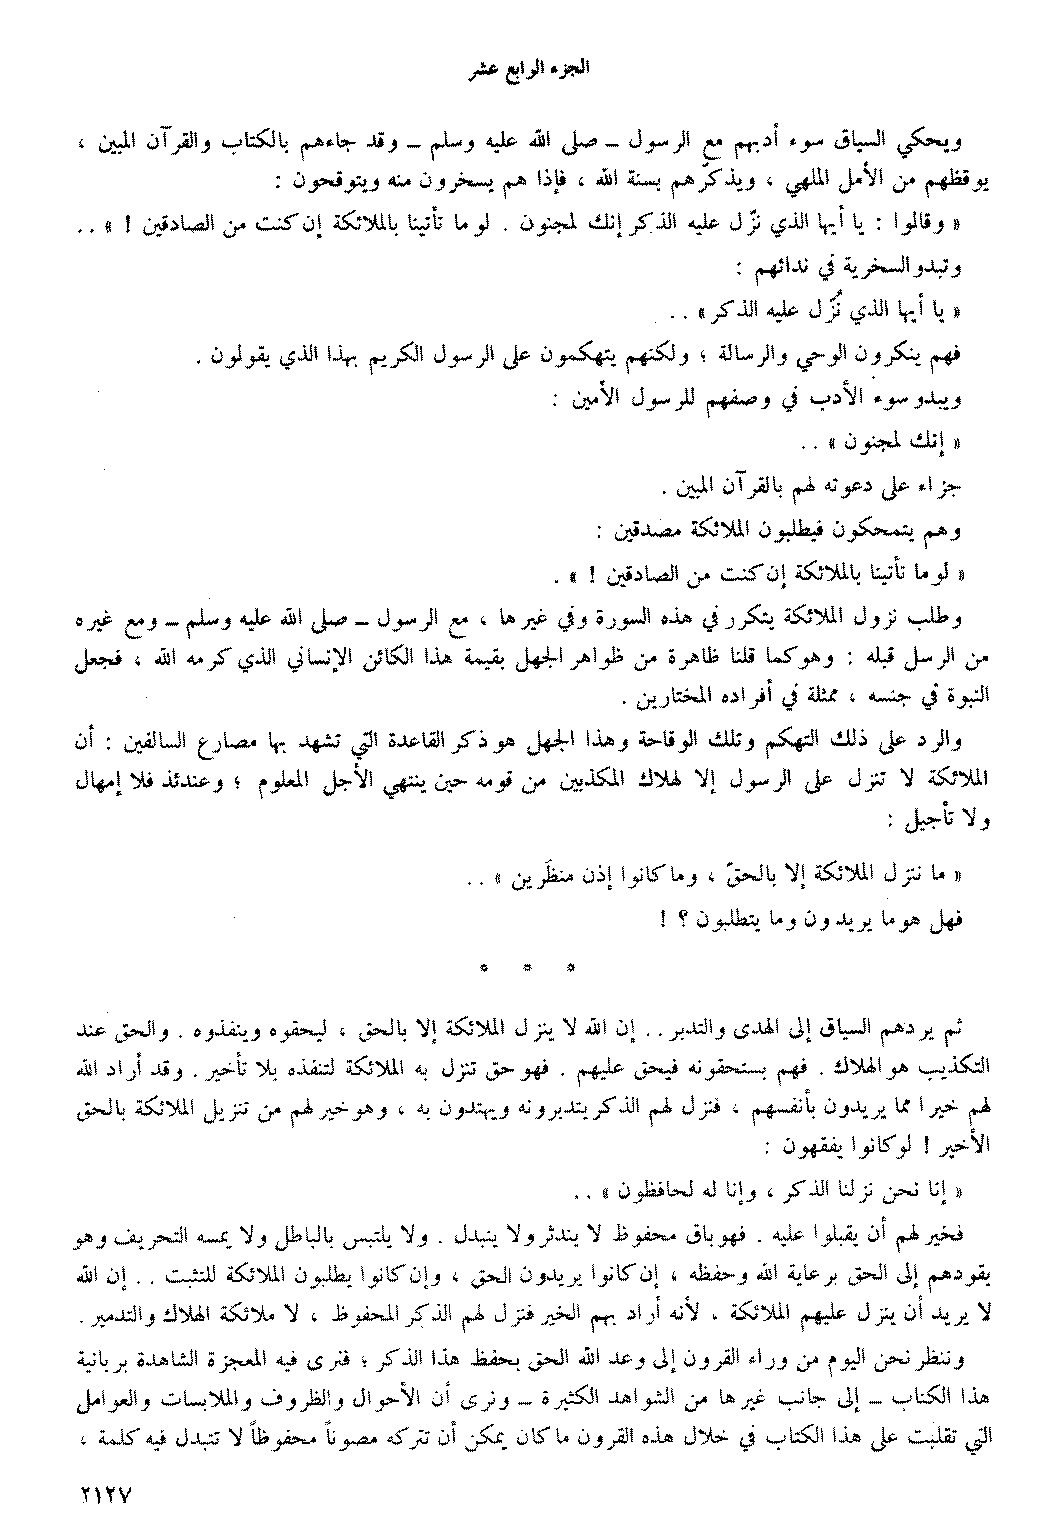 الجزء الرابع عشر
ويحكي السياق سوء أدبهم مع الرسول ــ صلى الله عليه وسلم ــ وقد جاءهم بالكتاب والقرآن المبين ،
يوقظهم من الأمل الملهي ، ويذكّرهم بسنة الله ، فإذا هم يسخرون منه ويتوقحون :
« وقالوا : يا أيها الذي نزّل عليه الذكر إنك لمجنون . لو ما تأتينا بالملائكة إن كنت من الصادقين ! » . .
وتبدو السخرية في ندائهم :
« يا أيها الذي نُزّل عليه الذكر » . .
فهم ينكرون الوحي والرسالة ؛ ولكنهم يتهكمون على الرسول الكريم بهذا الذي يقولون .
ويبدو سوء الأدب في وصفهم للرسول الأمين :
« إنك لمجنون » . .
جزاء على دعوته لهم بالقرآن المبين .
وهم يتمحكون فيطلبون الملائكة مصدقين :
« لو ما تأتينا بالملائكة إن كنت من الصادقين ! » .
وطلب نزول الملائكة يتكرر في هذه السورة وفي غيرها ، مع الرسول ــ صلى الله عليه وسلم ــ ومع غيره
من الرسل قبله : وهو كما قلنا ظاهرة من ظواهر الجهل بقيمة هذا الكائن الإنساني الذي كرمه الله ، فجعل
النبوة في جنسه ، ممثلة في أفراده المختارين .
والرد على ذلك التهكم وتلك الوقاحة وهذا الجهل هو ذكر القاعدة التي تشهد بها مصارع السالفين : أن
الملائكة لا تنزل على الرسول إلا لهلاك المكذبين من قومه حين ينتهي الأجل المعلوم ؛ وعندئذ فلا إمهال
ولا تأجيل :
« ما ننزل الملائكة إلا بالحقّ ، وما كانوا إذن منظَرين » . .
فهل هو ما يريدون وما يتطلبون ؟ !
* * *
ثم يردهم السياق إلى الهدى والتدبر . . إن الله لا ينزل الملائكة إلا بالحق ، ليحقوه وينفذوه . والحق عند
التكذيب هو الهلاك . فهم يستحقونه فيحق عليهم . فهو حق تنزل به الملائكة لتنفذه بلا تأخير . وقد أراد الله
لهم خيرا مما يريدون بأنفسهم ، فنزل لهم الذكر يتدبرونه ويهتدون به ، وهو خير لهم من تنزيل الملائكة بالحق
الأخير ! لو كانوا يفقهون :
« إنا نحن نزلنا الذكر ، وإنا له لحافظون » . .
فخير لهم أن يقبلوا عليه . فهو باق محفوظ لا يندثر ولا يتبدل . ولا يلتبس بالباطل ولا يمسه التحريف وهو
يقودهم إلى الحق برعاية الله وحفظه ، إن كانوا يريدون الحق ، وإن كانوا يطلبون الملائكة للتثبت . . إن الله
لا يريد أن ينزل عليهم الملائكة ، لأنه أراد بهم الخير فنزل لهم الذكر المحفوظ ، لا ملائكة الهلاك والتدمير .
وننظر نحن اليوم من وراء القرون إلى وعد الله الحق بحفظ هذا الذكر ؛ فنرى فيه المعجزة الشاهدة بربانية
هذا الكتاب ــ إلى جانب غيرها من الشواهد الكثيرة ــ ونرى أن الأحوال والظروف والملابسات والعوامل
التي تقلبت على هذا الكتاب في خلال هذه القرون ما كان يمكن أن تتركه مصوناً محفوظاً لا تتبدل فيه كلمة ،
٢١٢٧